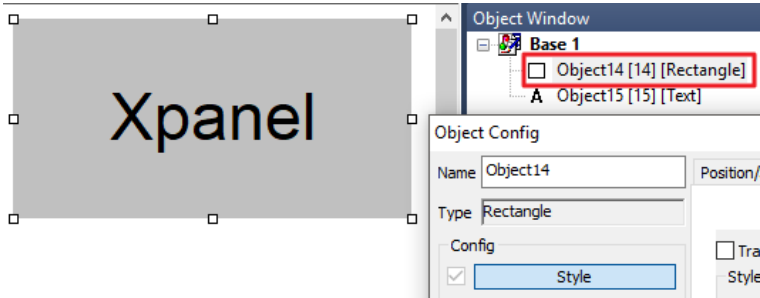 Xpanel
Object Window
Base 1
Object14 [14] [Rectangle]
A Object15 [15] [Text]
Object Config
Name Object14
Position/
Type Rectangle
Config
Style
Tra
Style